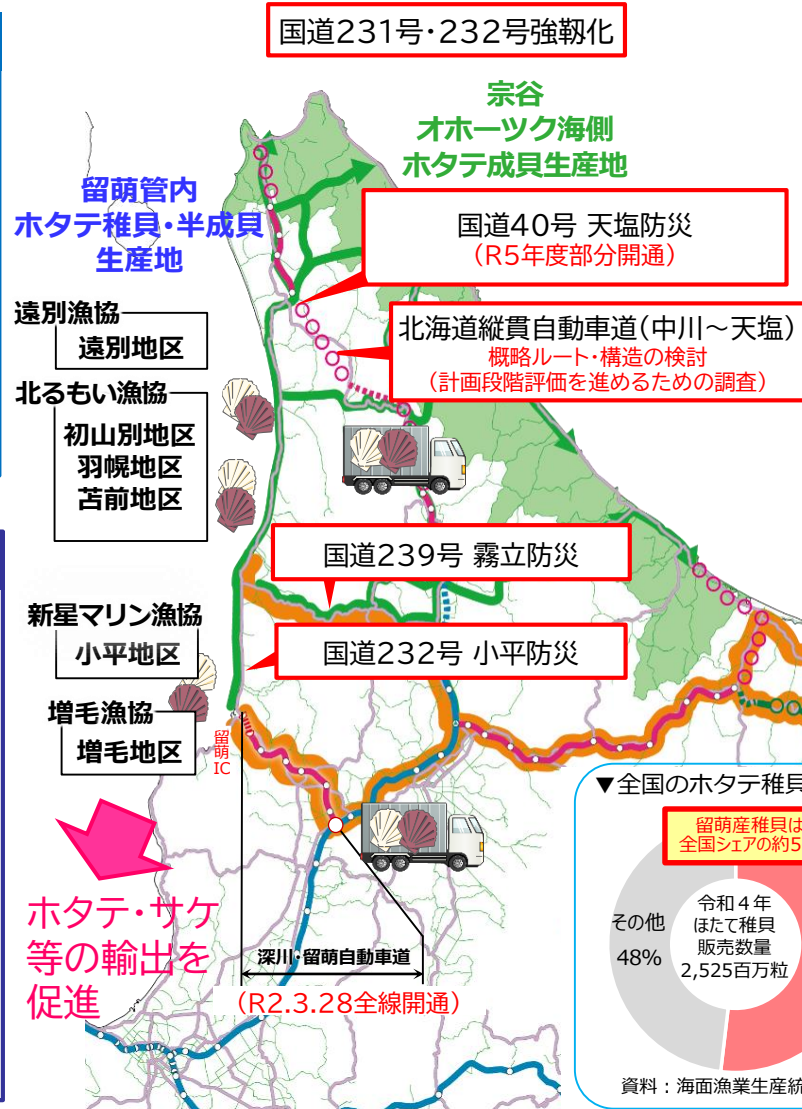 国道231号・232号強靱化
宗谷
オホーツク海側
ホタテ成貝生産地
留萌管内
ホタテ稚貝・半成貝
生産地
国道40号 天塩防災
(R5年度部分開通)
北海道縦貫自動車道(中川～天塩)
概略ルート・構造の検討
(計画段階評価を進めるための調査)
遠別漁協
遠別地区
北るもい漁協
初山別地区
羽幌地区
苫前地区
国道239号 霧立防災
新星マリン漁協
小平地区
国道232号 小平防災
増毛漁協
増毛地区
留萌
IC
ホタテ・サケ
等の輸出を
促進
深川・留萌自動車道
(R2.3.28全線開通)
▼全国のホタテ稚貝
留萌産稚貝は
全国シェアの約5
その他
48%
令和４年
ほたて稚貝
販売数量
2,525百万粒
資料：海面漁業生産統